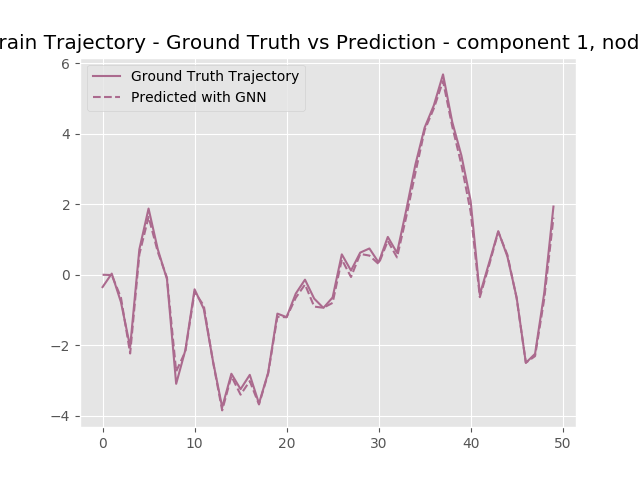 rain Trajectory - Ground Truth vs Prediction - component 1, nod
Ground Truth Trajectory
Predicted with GNN
6
4
2
0
−2
−4
0 10 20 30 40 50